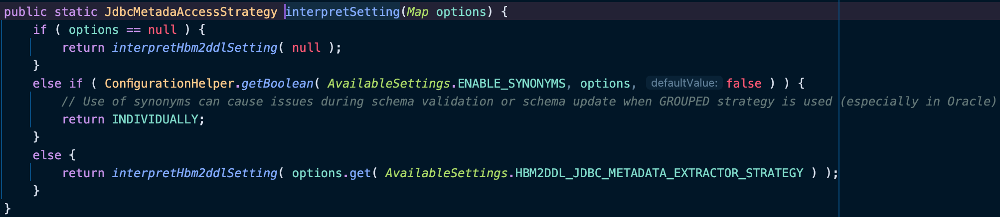 public static JdbcMetadaAccessStrategy interpretSetting(Map options) {
    if ( options == null ) {
        return interpretHbm2ddlSetting( null );
    }
    else if ( ConfigurationHelper.getBoolean( AvailableSettings.ENABLE_SYNONYMS, options, defaultValue: false ) ) {
        // Use of synonyms can cause issues during schema validation or schema update when GROUPED strategy is used (especially in Oracle)
        return INDIVIDUALLY;
    }
    else {
        return interpretHbm2ddlSetting( options.get( AvailableSettings.HBM2DDL_JDBC_METADATA_EXTRACTOR_STRATEGY ) );
    }
}